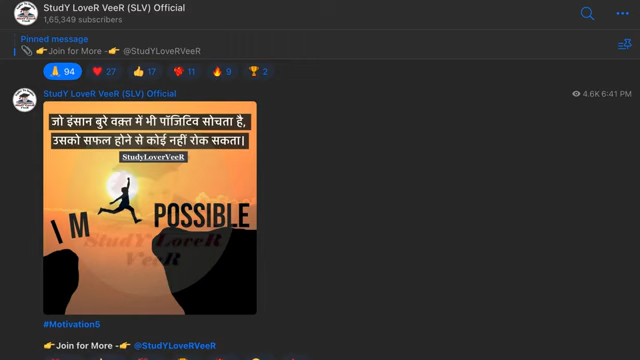 StudY LoveR VeeR (SLV) Official
1,65,349 subscribers
Pinned message
👉Join for More -👉 @StudyLoveRVeeR
🙏 94 ❤️ 27 👍 17 11 🔥 9 🏆 2
StudY LoveR VeeR (SLV) Official
4.6K 6:41 PM
जो इंसान बुरे वक़्त में भी पॉजिटिव सोचता है,
उसको सफल होने से कोई नहीं रोक सकता।
StudyLoverVeeR
I M POSSIBLE
StudY LoveR
VeeR
#Motivation6
👉Join for More -👉 @StudyLoveRVeeR